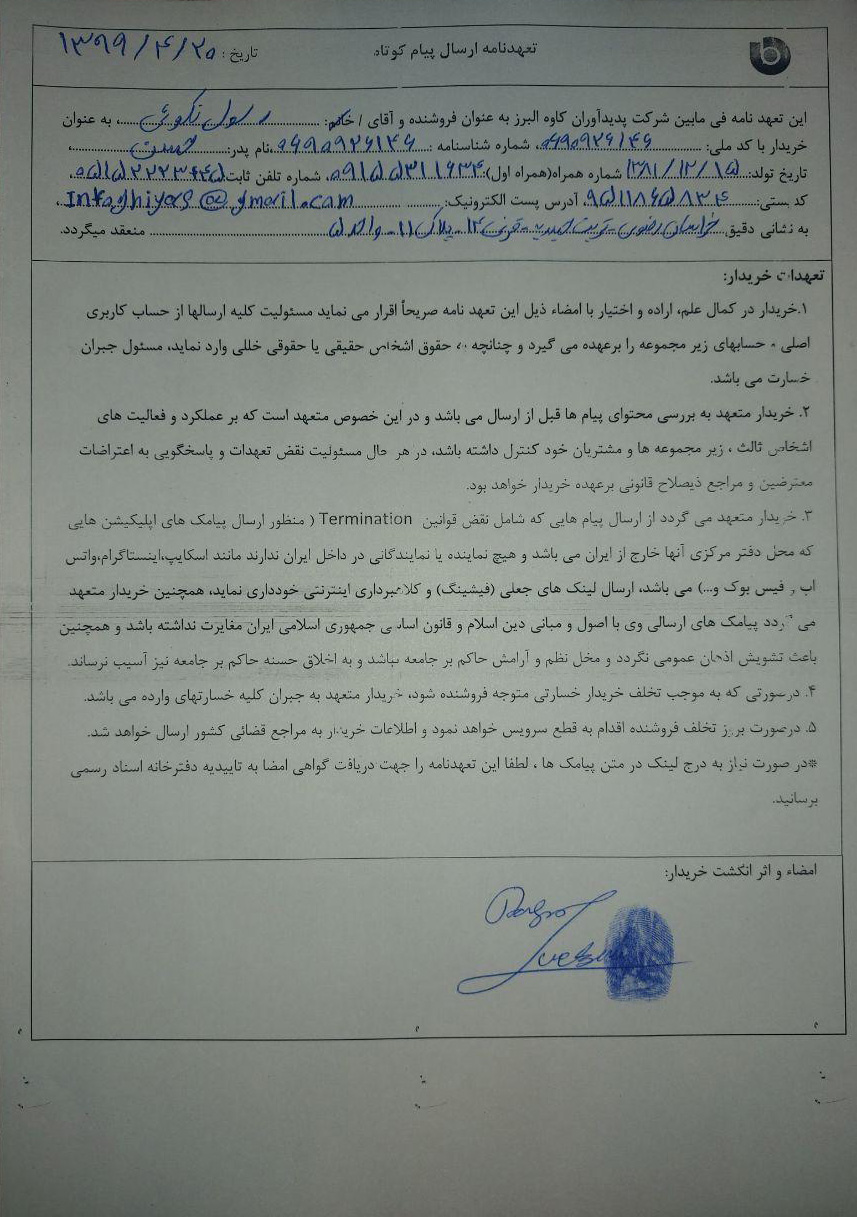 تعهدنامه ارسال پیام کوتاه
تاریخ: ۱۳۹۹/۴/۲۰
این تعهد نامه فی مابین شرکت پدیدآوران کاوه البرز به عنوان فروشنده و آقای / خانم: رسول نکوئی، به عنوان
خریدار با کد ملی: ۰۶۹۰۹۲۶۱۴۶، شماره شناسنامه: ۰۶۹۰۹۲۶۱۴۶، نام پدر: حسن،
تاریخ تولد: ۱۳۸۱/۱۲/۱۵ شماره همراه(همراه اول): ۰۹۱۵۵۳۱۱۶۳۴، شماره تلفن ثابت ۰۵۱۵۲۲۲۳۴۴۵،
کد پستی: ۹۵۱۱۸۶۵۸۳۴، آدرس پست الکترونیک: @gmail.com،
به نشانی دقیق خراسان رضوی - تربت حیدریه - قرنی ۱۴ - پلاک ۱۱ - واحد ۵ منعقد میگردد.
تعهدات خریدار:
۱.خریدار در کمال علم، اراده و اختیار با امضاء ذیل این تعهد نامه صریحاً اقرار می نماید مسئولیت کلیه ارسالها از حساب کاربری
اصلی و حسابهای زیر مجموعه را برعهده می گیرد و چنانچه به حقوق اشخاص حقیقی یا حقوقی خللی وارد نماید، مسئول جبران
خسارت می باشد.
۲. خریدار متعهد به بررسی محتوای پیام ها قبل از ارسال می باشد و در این خصوص متعهد است که بر عملکرد و فعالیت های
اشخاص ثالث ، زیر مجموعه ها و مشتریان خود کنترل داشته باشد، در هر حال مسئولیت نقض تعهدات و پاسخگویی به اعتراضات
معترضین و مراجع ذیصلاح قانونی برعهده خریدار خواهد بود.
۳. خریدار متعهد می گردد از ارسال پیام هایی که شامل نقض قوانین Termination ( منظور ارسال پیامک های اپلیکیشن هایی
که محل دفتر مرکزی آنها خارج از ایران می باشد و هیچ نماینده یا نمایندگانی در داخل ایران ندارند مانند اسکایپ،اینستاگرام،واتس
اپ ، فیس بوک و...) می باشد، ارسال لینک های جعلی (فیشینگ) و کلاهبرداری اینترنتی خودداری نماید، همچنین خریدار متعهد
می گردد پیامک های ارسالی وی با اصول و مبانی دین اسلام و قانون اساسی جمهوری اسلامی ایران مغایرت نداشته باشد و همچنین
باعث تشویش اذهان عمومی نگردد و مخل نظم و آرامش حاکم بر جامعه نباشد و به اخلاق حسنه حاکم بر جامعه نیز آسیب نرساند.
۴. درصورتی که به موجب تخلف خریدار خسارتی متوجه فروشنده شود، خریدار متعهد به جبران کلیه خسارتهای وارده می باشد.
۵. درصورت بروز تخلف فروشنده اقدام به قطع سرویس خواهد نمود و اطلاعات خریدار به مراجع قضائی کشور ارسال خواهد شد.
*در صورت نیاز به درج لینک در متن پیامک ها ، لطفا این تعهدنامه را جهت دریافت گواهی امضا به تاییدیه دفترخانه اسناد رسمی
برسانید.
امضاء و اثر انگشت خریدار: